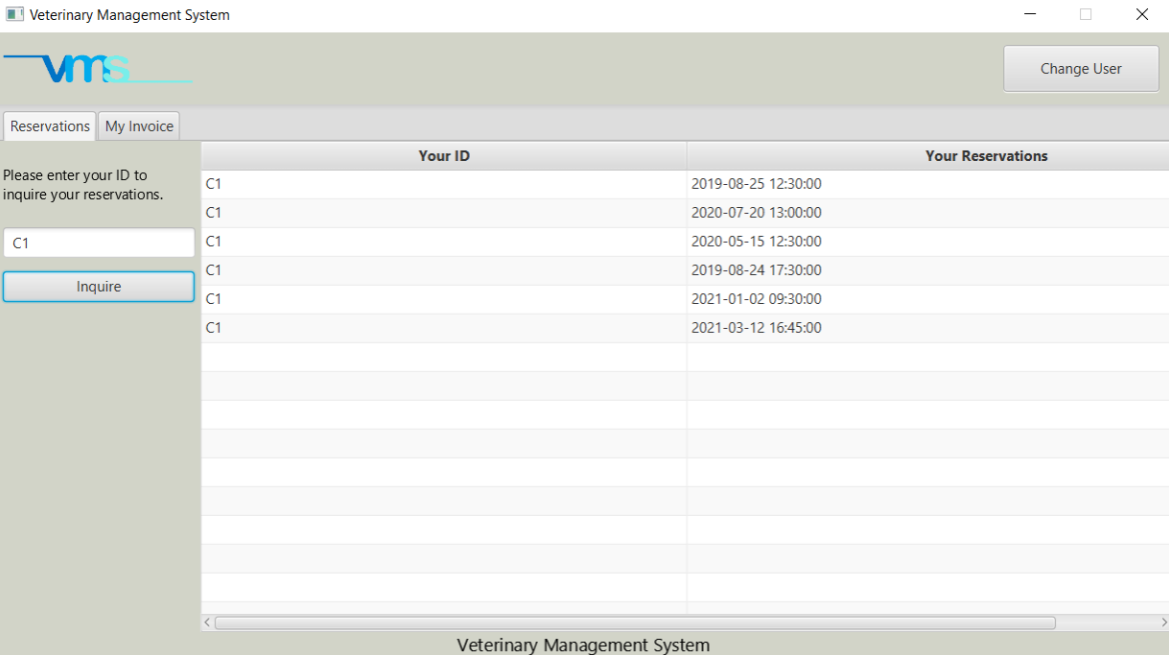 Veterinary Management System
vms
Change User
Reservations My Invoice
Please enter your ID to
inquire your reservations.
C1
Inquire
Your ID Your Reservations
C1 2019-08-25 12:30:00
C1 2020-07-20 13:00:00
C1 2020-05-15 12:30:00
C1 2019-08-24 17:30:00
C1 2021-01-02 09:30:00
C1 2021-03-12 16:45:00
Veterinary Management System